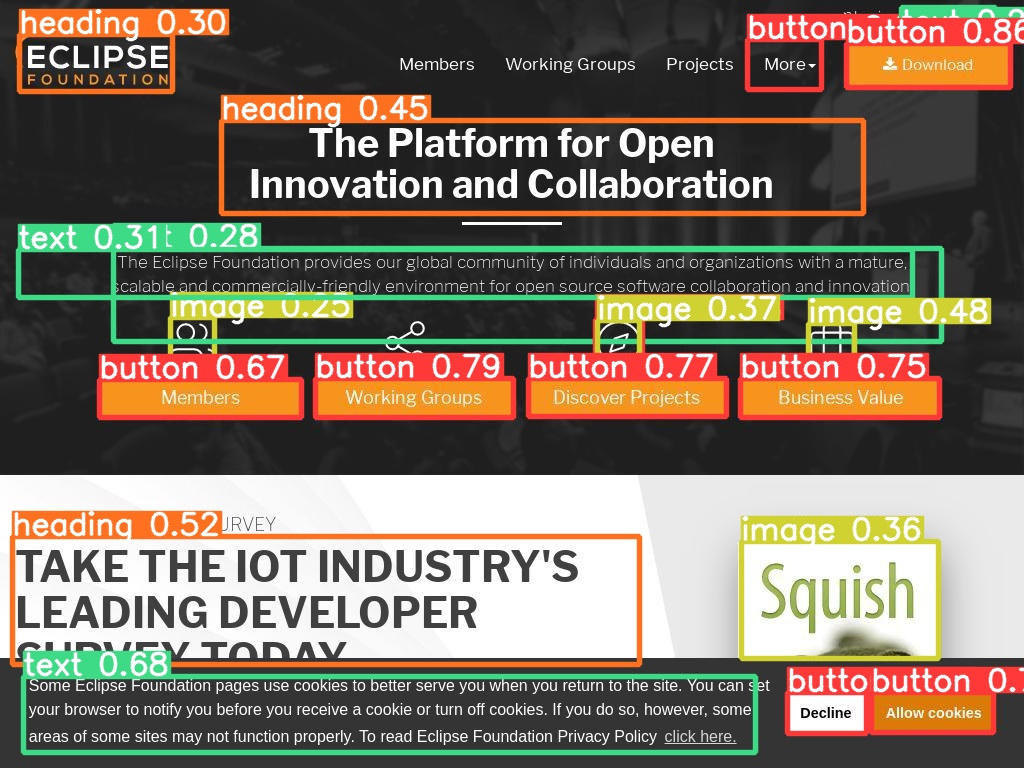 heading 0.30
text 0.2
button
button 0.86
ECLIPSE
FOUNDATION
Members
Working Groups
Projects
More
Download
heading 0.45
The Platform for Open
Innovation and Collaboration
text 0.31
t 0.28
The Eclipse Foundation provides our global community of individuals and organizations with a mature,
scalable and commercially-friendly environment for open source software collaboration and innovation
image 0.25
image 0.37
image 0.48
button 0.67
button 0.79
button 0.77
button 0.75
Members
Working Groups
Discover Projects
Business Value
heading 0.52
image 0.36
TAKE THE IOT INDUSTRY'S
LEADING DEVELOPER
SURVEY TODAY
Squish
text 0.68
butto
button 0.7
Some Eclipse Foundation pages use cookies to better serve you when you return to the site. You can set
your browser to notify you before you receive a cookie or turn off cookies. If you do so, however, some
areas of some sites may not function properly. To read Eclipse Foundation Privacy Policy click here.
Decline
Allow cookies